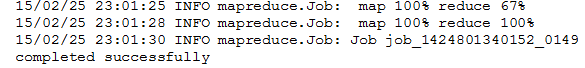 15/02/25 23:01:25 INFO mapreduce.Job:  map 100% reduce 67%
15/02/25 23:01:28 INFO mapreduce.Job:  map 100% reduce 100%
15/02/25 23:01:30 INFO mapreduce.Job: Job job_1424801340152_0149
completed successfully